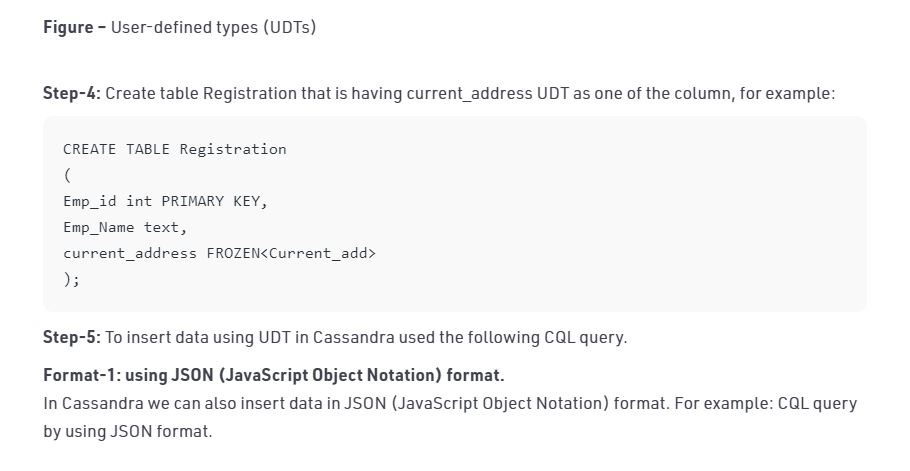 Figure – User-defined types (UDTs)
Step-4: Create table Registration that is having current_address UDT as one of the column, for example:
CREATE TABLE Registration
(
Emp_id int PRIMARY KEY,
Emp_Name text,
current_address FROZEN<Current_add>
);
Step-5: To insert data using UDT in Cassandra used the following CQL query.
Format-1: using JSON (JavaScript Object Notation) format.
In Cassandra we can also insert data in JSON (JavaScript Object Notation) format. For example: CQL query
by using JSON format.